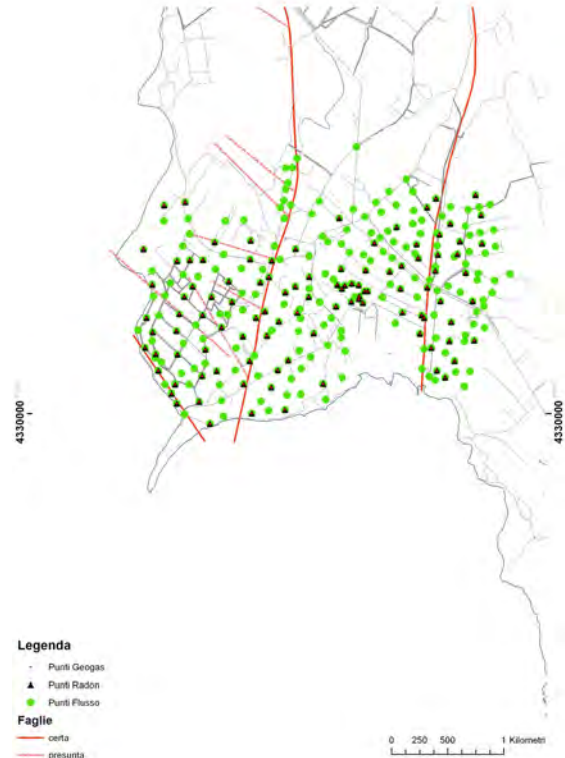 4330000
4330000
Legenda
Punti Geogas
Punti Radon
Punti Flusso
Faglie
certa
presunta
0 250 500 1 Kilometri